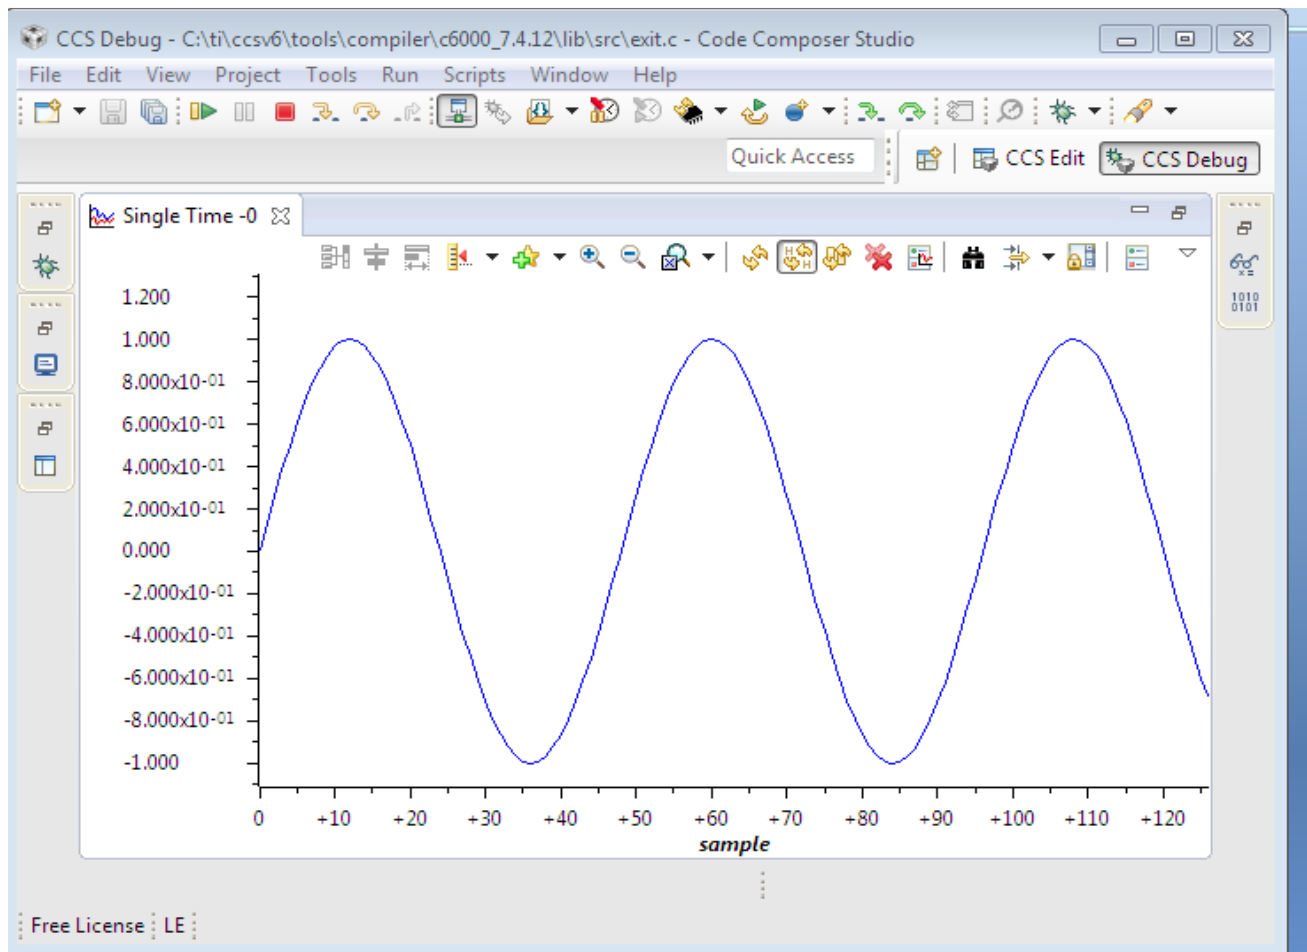 CCS Debug - C:\ti\ccsv6\tools\compiler\c6000_7.4.12\lib\src\exit.c - Code Composer Studio
File Edit View Project Tools Run Scripts Window Help
Quick Access CCS Edit CCS Debug
Single Time -0
1010
0101
1.200
1.000
8.000x10-01
6.000x10-01
4.000x10-01
2.000x10-01
0.000
-2.000x10-01
-4.000x10-01
-6.000x10-01
-8.000x10-01
-1.000
0 +10 +20 +30 +40 +50 +60 +70 +80 +90 +100 +110 +120
sample
Free License LE